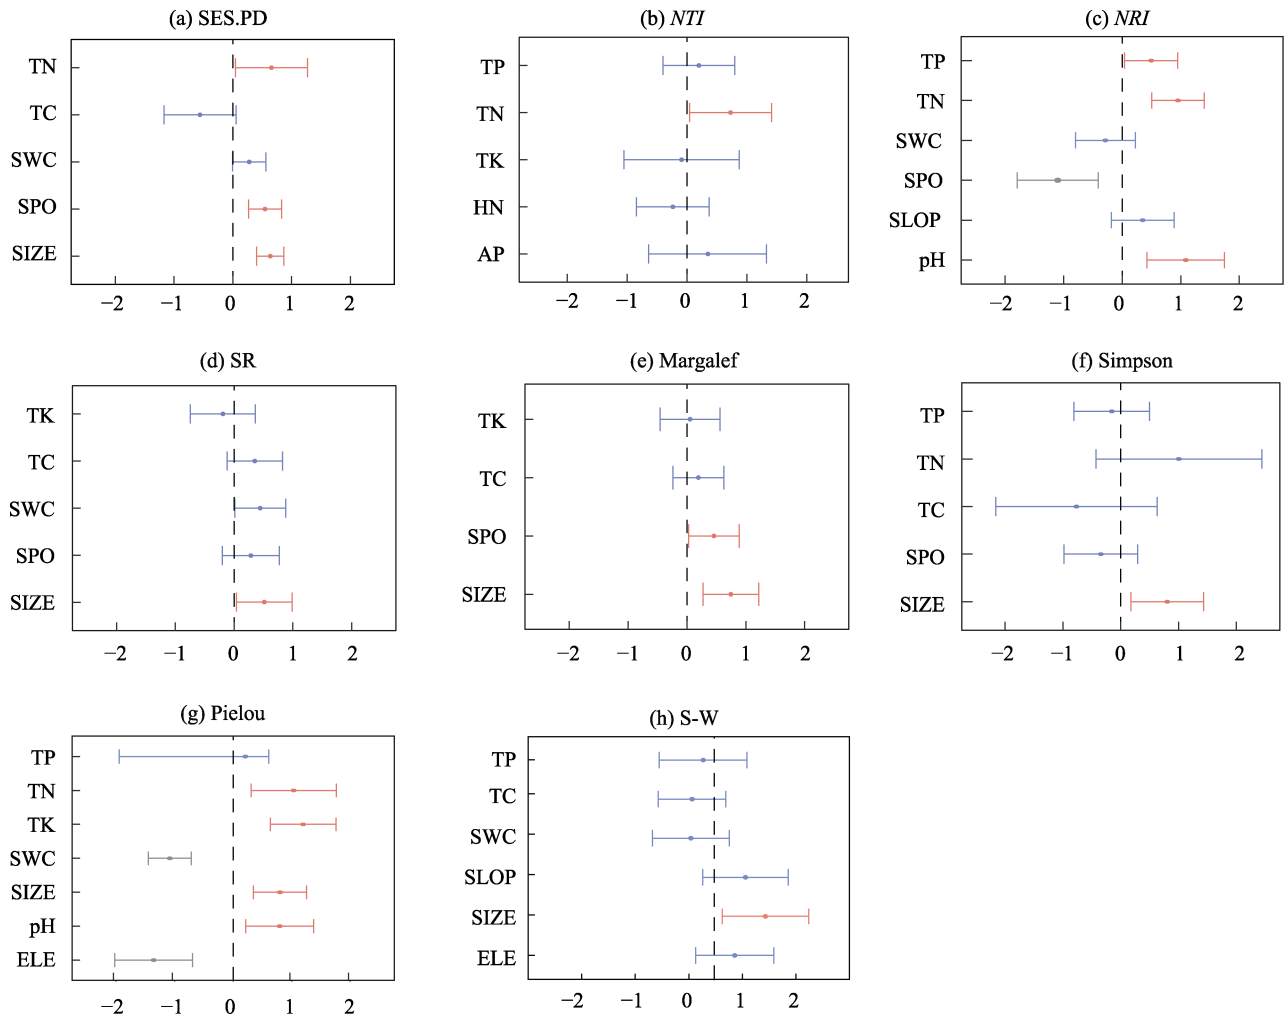 (a) SES.PD
TN
TC
SWC
SPO
SIZE
−2 −1 0 1 2
(b) NTI
TP
TN
TK
HN
AP
−2 −1 0 1 2
(c) NRI
TP
TN
SWC
SPO
SLOP
pH
−2 −1 0 1 2
(d) SR
TK
TC
SWC
SPO
SIZE
−2 −1 0 1 2
(e) Margalef
TK
TC
SPO
SIZE
−2 −1 0 1 2
(f) Simpson
TP
TN
TC
SPO
SIZE
−2 −1 0 1 2
(g) Pielou
TP
TN
TK
SWC
SIZE
pH
ELE
−2 −1 0 1 2
(h) S-W
TP
TC
SWC
SLOP
SIZE
ELE
−2 −1 0 1 2